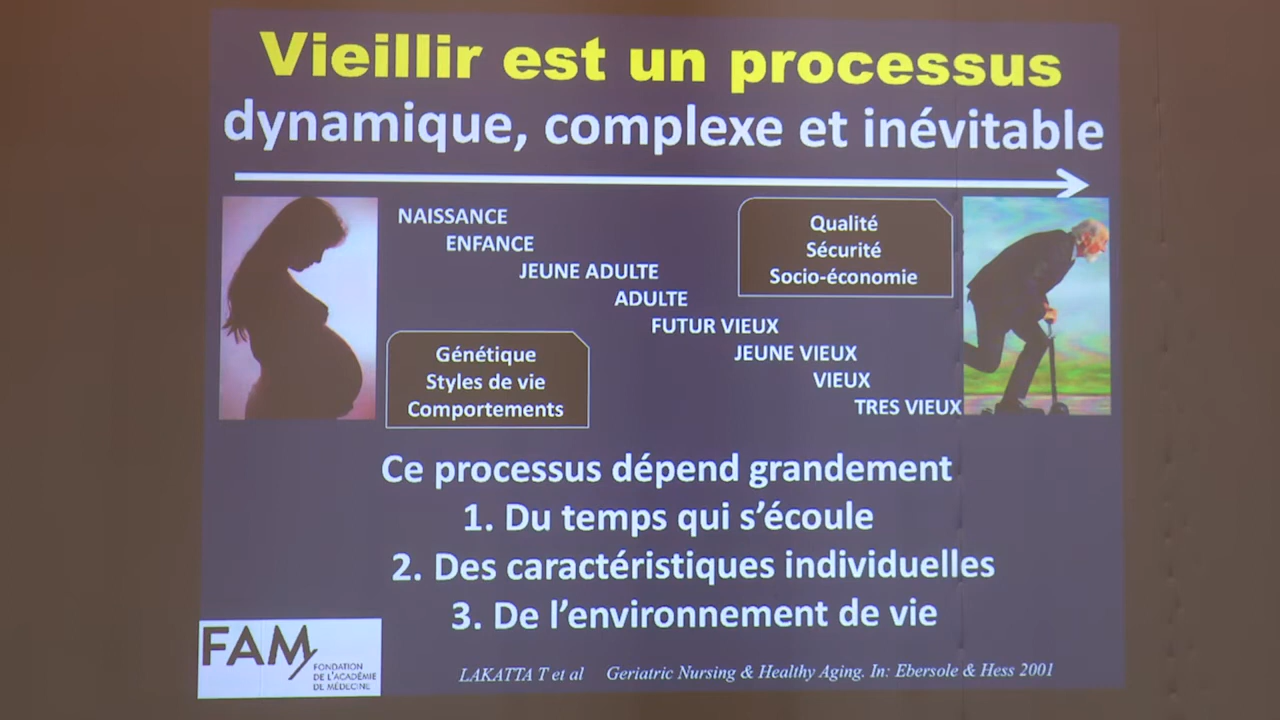 Vieillir est un processus
dynamique, complexe et inévitable
NAISSANCE
ENFANCE
JEUNE ADULTE
ADULTE
FUTUR VIEUX
JEUNE VIEUX
VIEUX
TRES VIEUX
Qualité
Sécurité
Socio-économie
Génétique
Styles de vie
Comportements
Ce processus dépend grandement
1. Du temps qui s’écoule
2. Des caractéristiques individuelles
3. De l’environnement de vie
FAM
FONDATION
DE L'ACADÉMIE
DE MÉDECINE
LAKATTA T et al Geriatric Nursing & Healthy Aging. In: Ebersole & Hess 2001